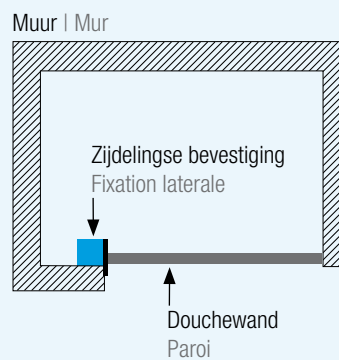 Muur | Mur
Zijdelingse bevestiging
Fixation laterale
Douchewand
Paroi